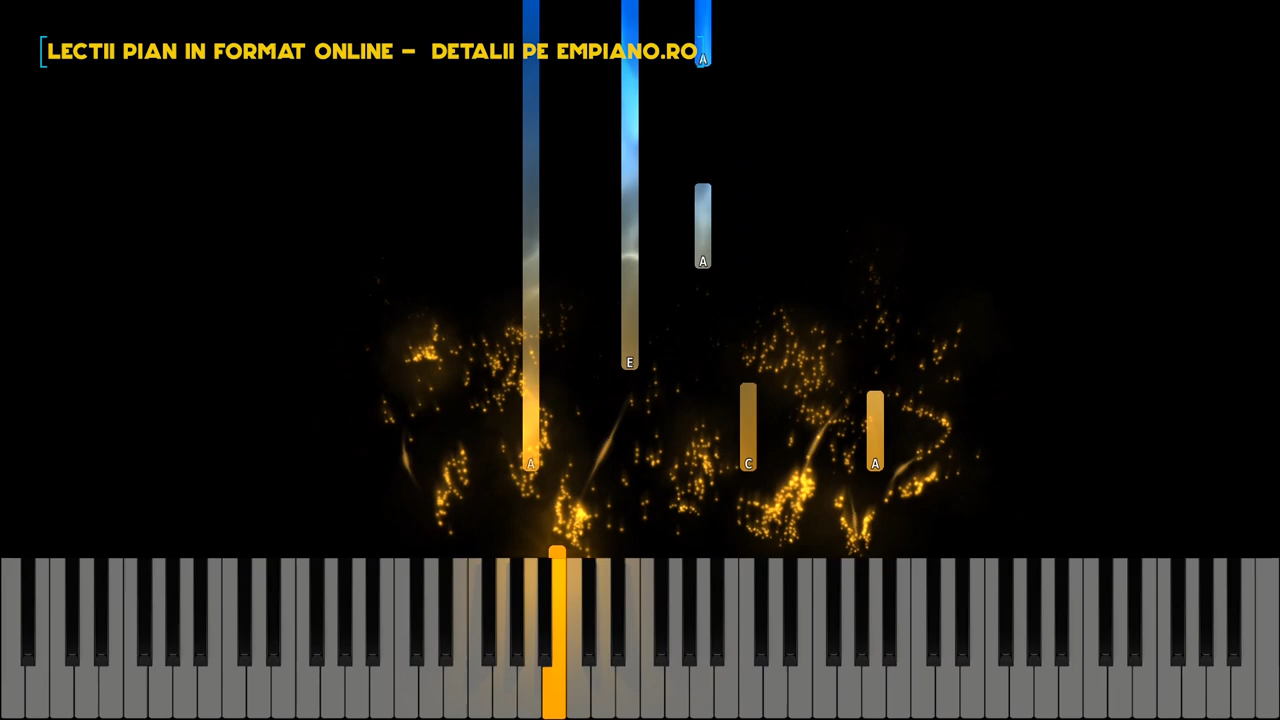 [LECTII PIAN IN FORMAT ONLINE - DETALII PE EMPIANO.RO]
A
A
E
A
C
A